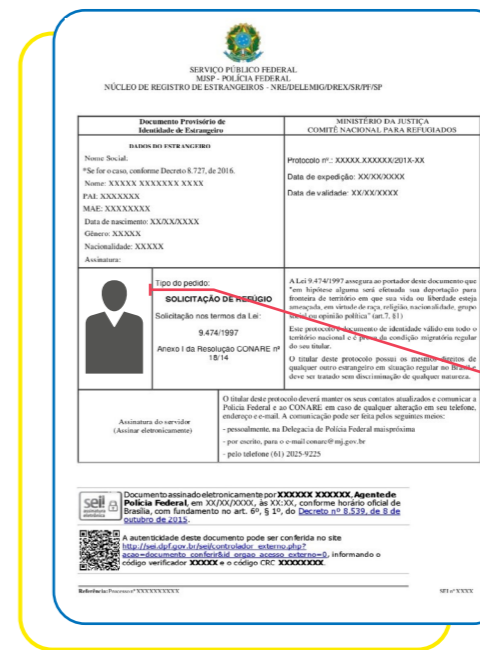 SERVIÇO PÚBLICO FEDERAL
MJSP - POLÍCIA FEDERAL
NÚCLEO DE REGISTRO DE ESTRANGEIROS - NRE/DELEMIG/DREX/SR/PF/SP
Documento Provisório de
Identidade de Estrangeiro
MINISTÉRIO DA JUSTIÇA
COMITÊ NACIONAL PARA REFUGIADOS
DADOS DO ESTRANGEIRO
Nome Social:
*Se for o caso, conforme Decreto 8.727, de 2016.
Nome: XXXXX XXXXXXX XXXX
PAI: XXXXXXX
MAE: XXXXXXXX
Data de nascimento: XX/XX/XXXX
Gênero: XXXXX
Nacionalidade: XXXXX
Assinatura:
Protocolo nº.: XXXXX.XXXXXX/201X-XX
Data de expedição: XX/XX/XXXX
Data de validade: XX/XX/XXXX
Tipo do pedido:
SOLICITAÇÃO DE REFÚGIO
Solicitação nos termos da Lei:
9.474/1997
Anexo I da Resolução CONARE nº
18/14
A Lei 9.474/1997 assegura ao portador deste documento que
"em hipótese alguma será efetuada sua deportação para
fronteira de território em que sua vida ou liberdade esteja
ameaçada, em virtude de raça, religião, nacionalidade, grupo
social ou opinião política" (art.7, §1)
Este protocolo é documento de identidade válido em todo o
território nacional e é prova da condição migratória regular
do seu titular.
O titular deste protocolo possui os mesmos direitos de
qualquer outro estrangeiro em situação regular no Brasil e
deve ser tratado sem discriminação de qualquer natureza.
Assinatura do servidor
(Assinar eletronicamente)
O titular deste protocolo deverá manter os seus contatos atualizados e comunicar a
Polícia Federal e ao CONARE em caso de qualquer alteração em seu telefone,
endereço e e-mail. A comunicação pode ser feita pelos seguintes meios:
- pessoalmente, na Delegacia de Polícia Federal maispróxima
- por escrito, para o e-mail conare@mj.gov.br
- pelo telefone (61) 2025-9225
sei!
assinatura
eletrônica
Documento assinado eletronicamente por XXXXXX XXXXXX, Agente de
Polícia Federal, em XX/XX/XXXX, às XX:XX, conforme horário oficial de
Brasília, com fundamento no art. 6º, § 1º, do Decreto nº 8.539, de 8 de
outubro de 2015.
A autenticidade deste documento pode ser conferida no site
http://sei.dpf.gov.br/sei/controlador_externo.php?
acao=documento_conferir&id_orgao_acesso_externo=0, informando o
código verificador XXXXX e o código CRC XXXXXXXX.
Referência: Processo nº XXXXXXXXXX
SEI nº XXXX